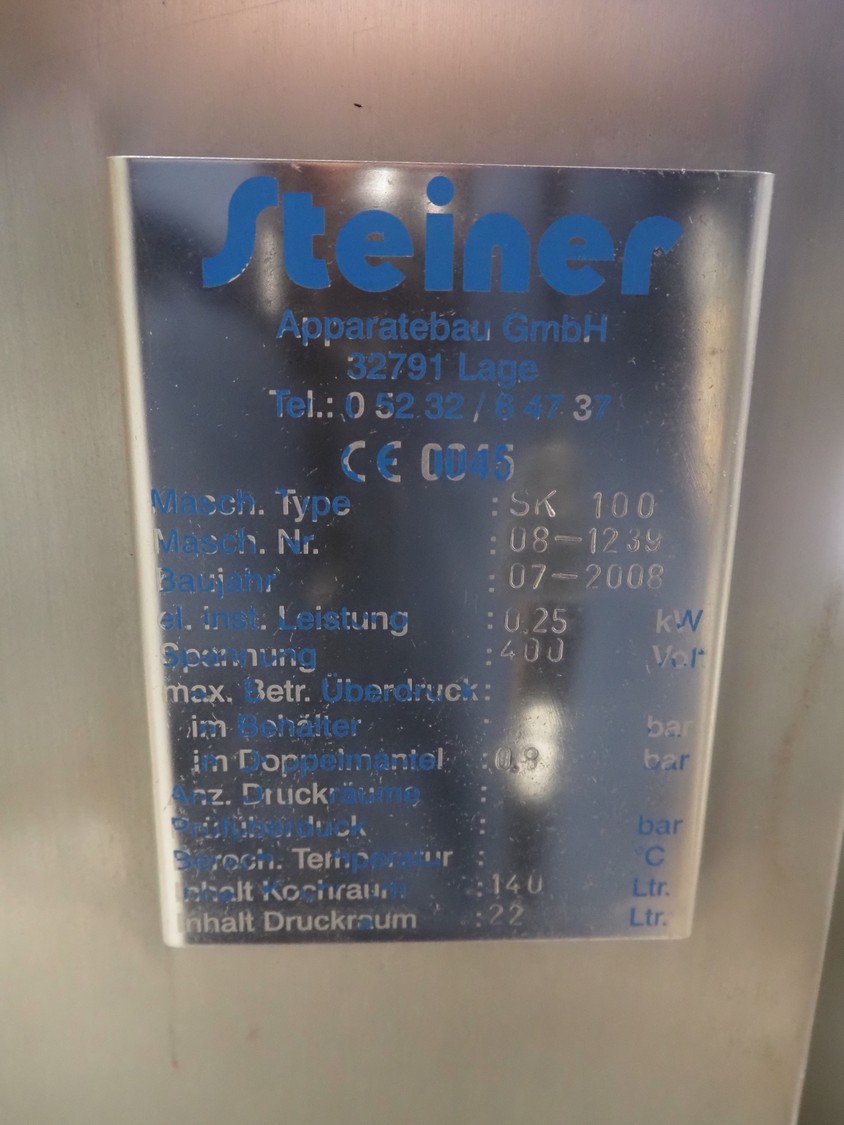 Steiner
Apparatebau GmbH
32791 Lage
Tel.: 0 52 32 / 6 47 37
CE 0045
Masch. Type : SK 100
Masch. Nr. : 08-1239
Baujahr : 07-2008
el. inst. Leistung : 0,25 kW
Spannung : 400 Volt
max. Betr. Überdruck :
im Behälter : bar
im Doppelmantel : 0,9 bar
Anz. Druckräume :
Prüfüberduck : bar
Berech. Temperatur : °C
Inhalt Kochraum : 140 Ltr.
Inhalt Druckraum : 22 Ltr.